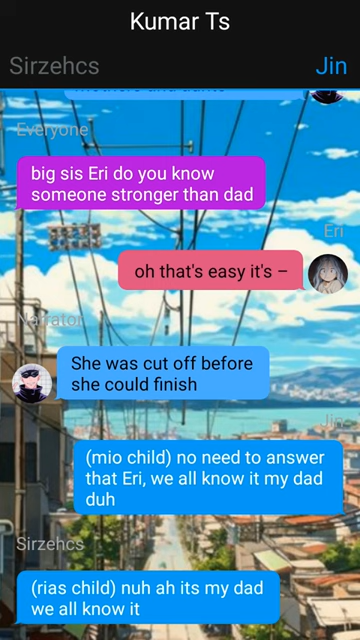 Kumar Ts
Sirzehcs
Jin
Everyone
big sis Eri do you know
someone stronger than dad
Eri
oh that's easy it's –
Narrator
She was cut off before
she could finish
Jin
(mio child) no need to answer
that Eri, we all know it my dad
duh
Sirzehcs
(rias child) nuh ah its my dad
we all know it